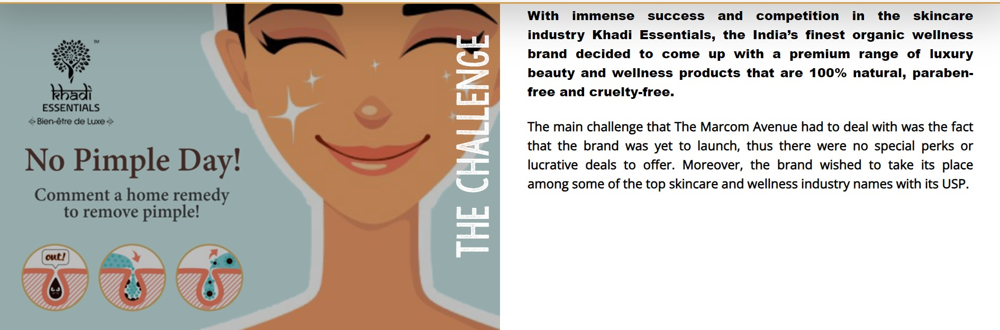 TM
khadi
ESSENTIALS
Bien-être de Luxe
No Pimple Day!
Comment a home remedy
to remove pimple!
out!
THE CHALLENGE
With immense success and competition in the skincare
industry Khadi Essentials, the India’s finest organic wellness
brand decided to come up with a premium range of luxury
beauty and wellness products that are 100% natural, paraben-
free and cruelty-free.
The main challenge that The Marcom Avenue had to deal with was the fact
that the brand was yet to launch, thus there were no special perks or
lucrative deals to offer. Moreover, the brand wished to take its place
among some of the top skincare and wellness industry names with its USP.